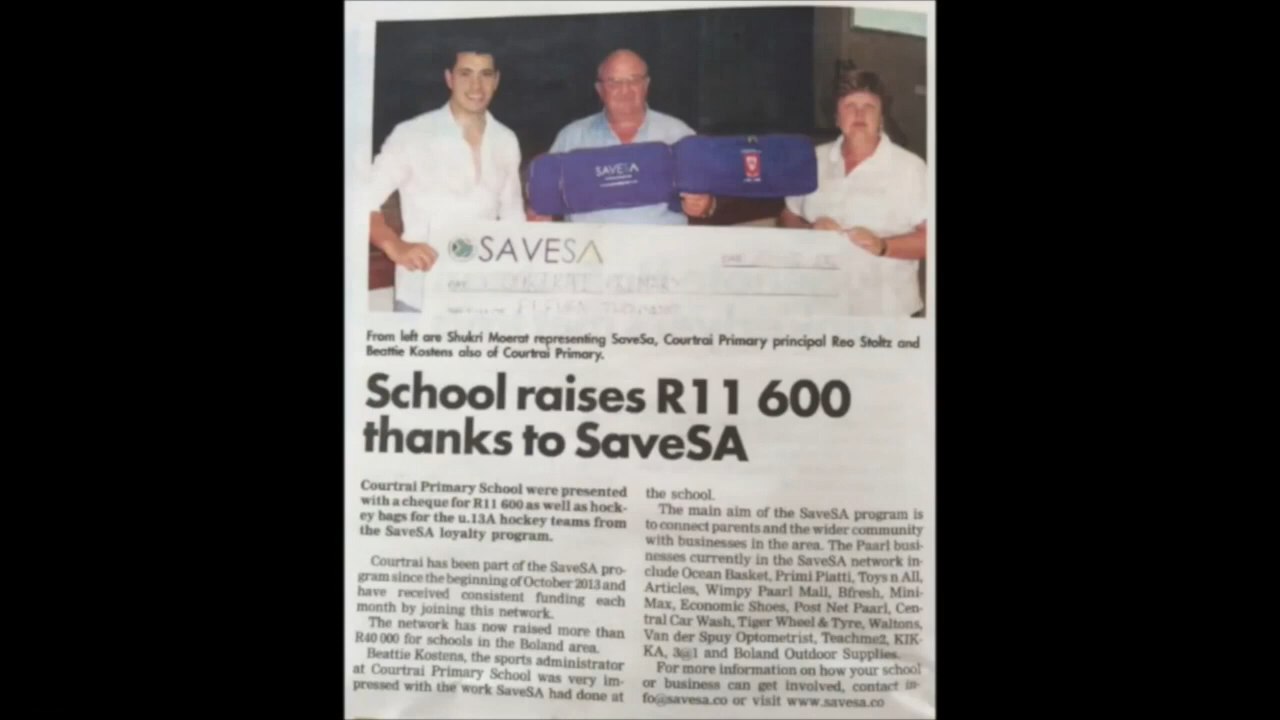 SAVESA
SAVESA
ELEVEN THOUSAND
From left are Shukri Moerat representing SaveSa, Courtrai Primary principal Reo Stoltz and
Beattie Kostens also of Courtrai Primary.
School raises R11 600
thanks to SaveSA
Courtrai Primary School were presented
with a cheque for R11 600 as well as hock-
ey bags for the u.13A hockey teams from
the SaveSA loyalty program.
Courtrai has been part of the SaveSA pro-
gram since the beginning of October 2013 and
have received consistent funding each
month by joining this network.
The network has now raised more than
R40 000 for schools in the Boland area.
Beattie Kostens, the sports administrator
at Courtrai Primary School was very im-
pressed with the work SaveSA had done at
the school.
The main aim of the SaveSA program is
to connect parents and the wider community
with businesses in the area. The Paarl busi-
nesses currently in the SaveSA network in-
clude Ocean Basket, Primi Piatti, Toys n All,
Articles, Wimpy Paarl Mall, Bfresh, Mini-
Max, Economic Shoes, Post Net Paarl, Cen-
tral Car Wash, Tiger Wheel & Tyre, Waltons,
Van der Spuy Optometrist, Teachme2, KIK-
KA, 3@1 and Boland Outdoor Supplies.
For more information on how your school
or business can get involved, contact in-
fo@savesa.co or visit www.savesa.co